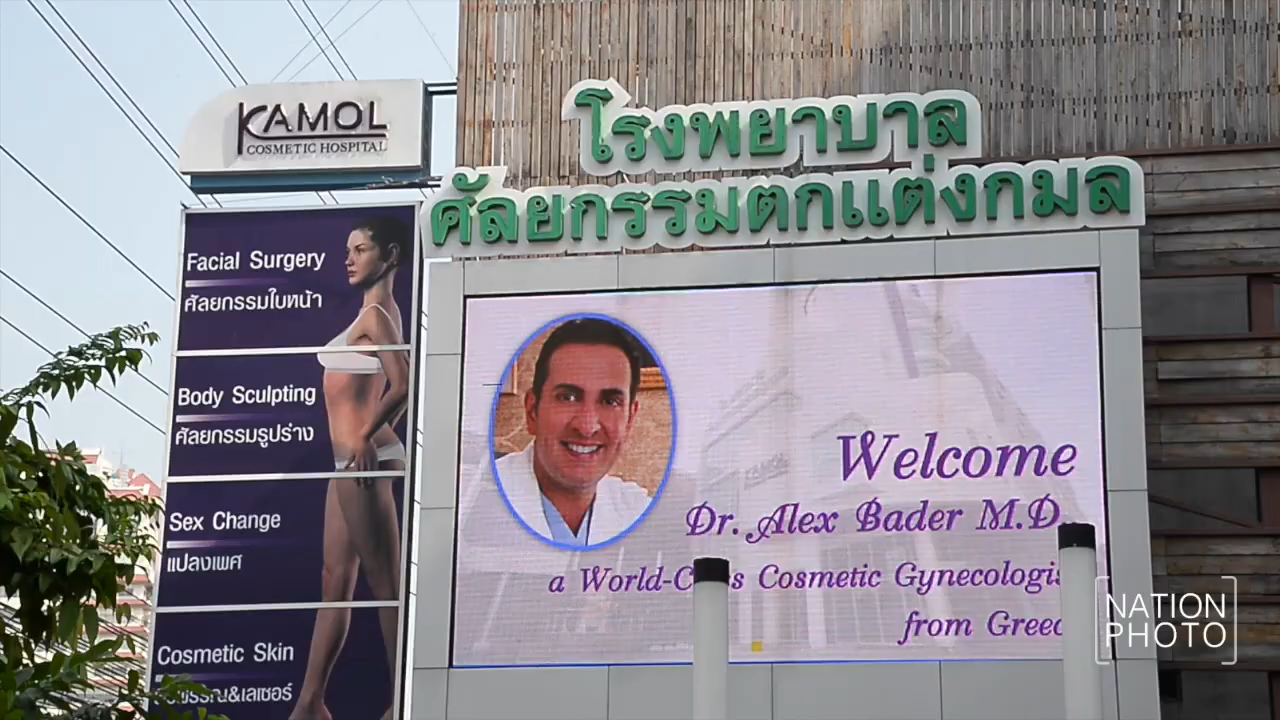 KAMOL
COSMETIC HOSPITAL
โรงพยาบาล
ศัลยกรรมตกแต่งกมล
Facial Surgery
ศัลยกรรมใบหน้า
Body Sculpting
ศัลยกรรมรูปร่าง
Sex Change
แปลงเพศ
Cosmetic Skin
Welcome
Dr. Alex Bader M.D.
a World- Cosmetic
from
NATION
PHOTO